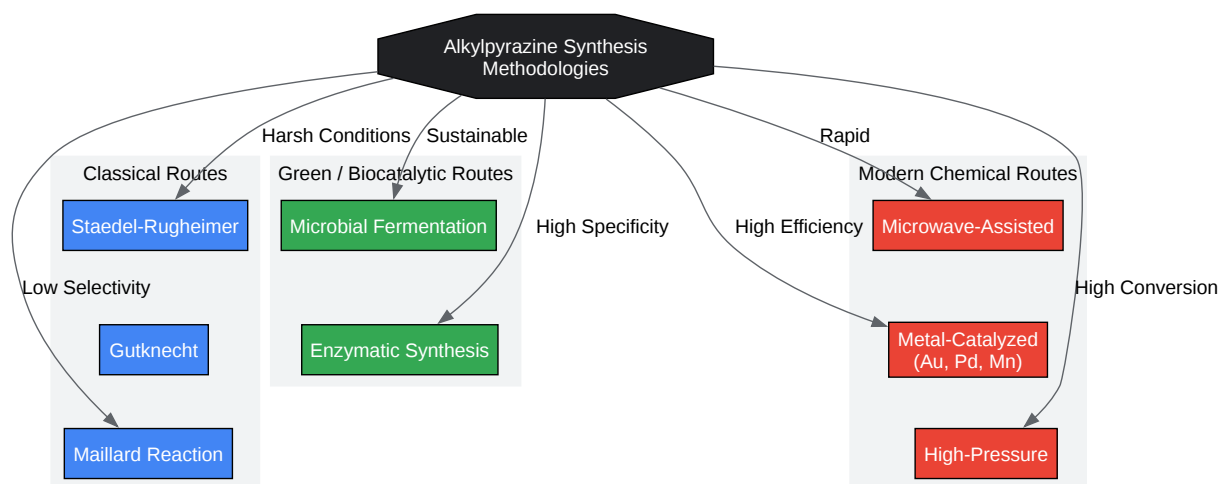 Alkylpyrazine Synthesis
Methodologies
Harsh Conditions
Sustainable
Rapid
Classical Routes
Green / Biocatalytic Routes
Modern Chemical Routes
Staedel-Rugheimer
Microbial Fermentation
High Specificity
High Efficiency
Microwave-Assisted
Low Selectivity
High Conversion
Gutknecht
Enzymatic Synthesis
Metal-Catalyzed
(Au, Pd, Mn)
Maillard Reaction
High-Pressure